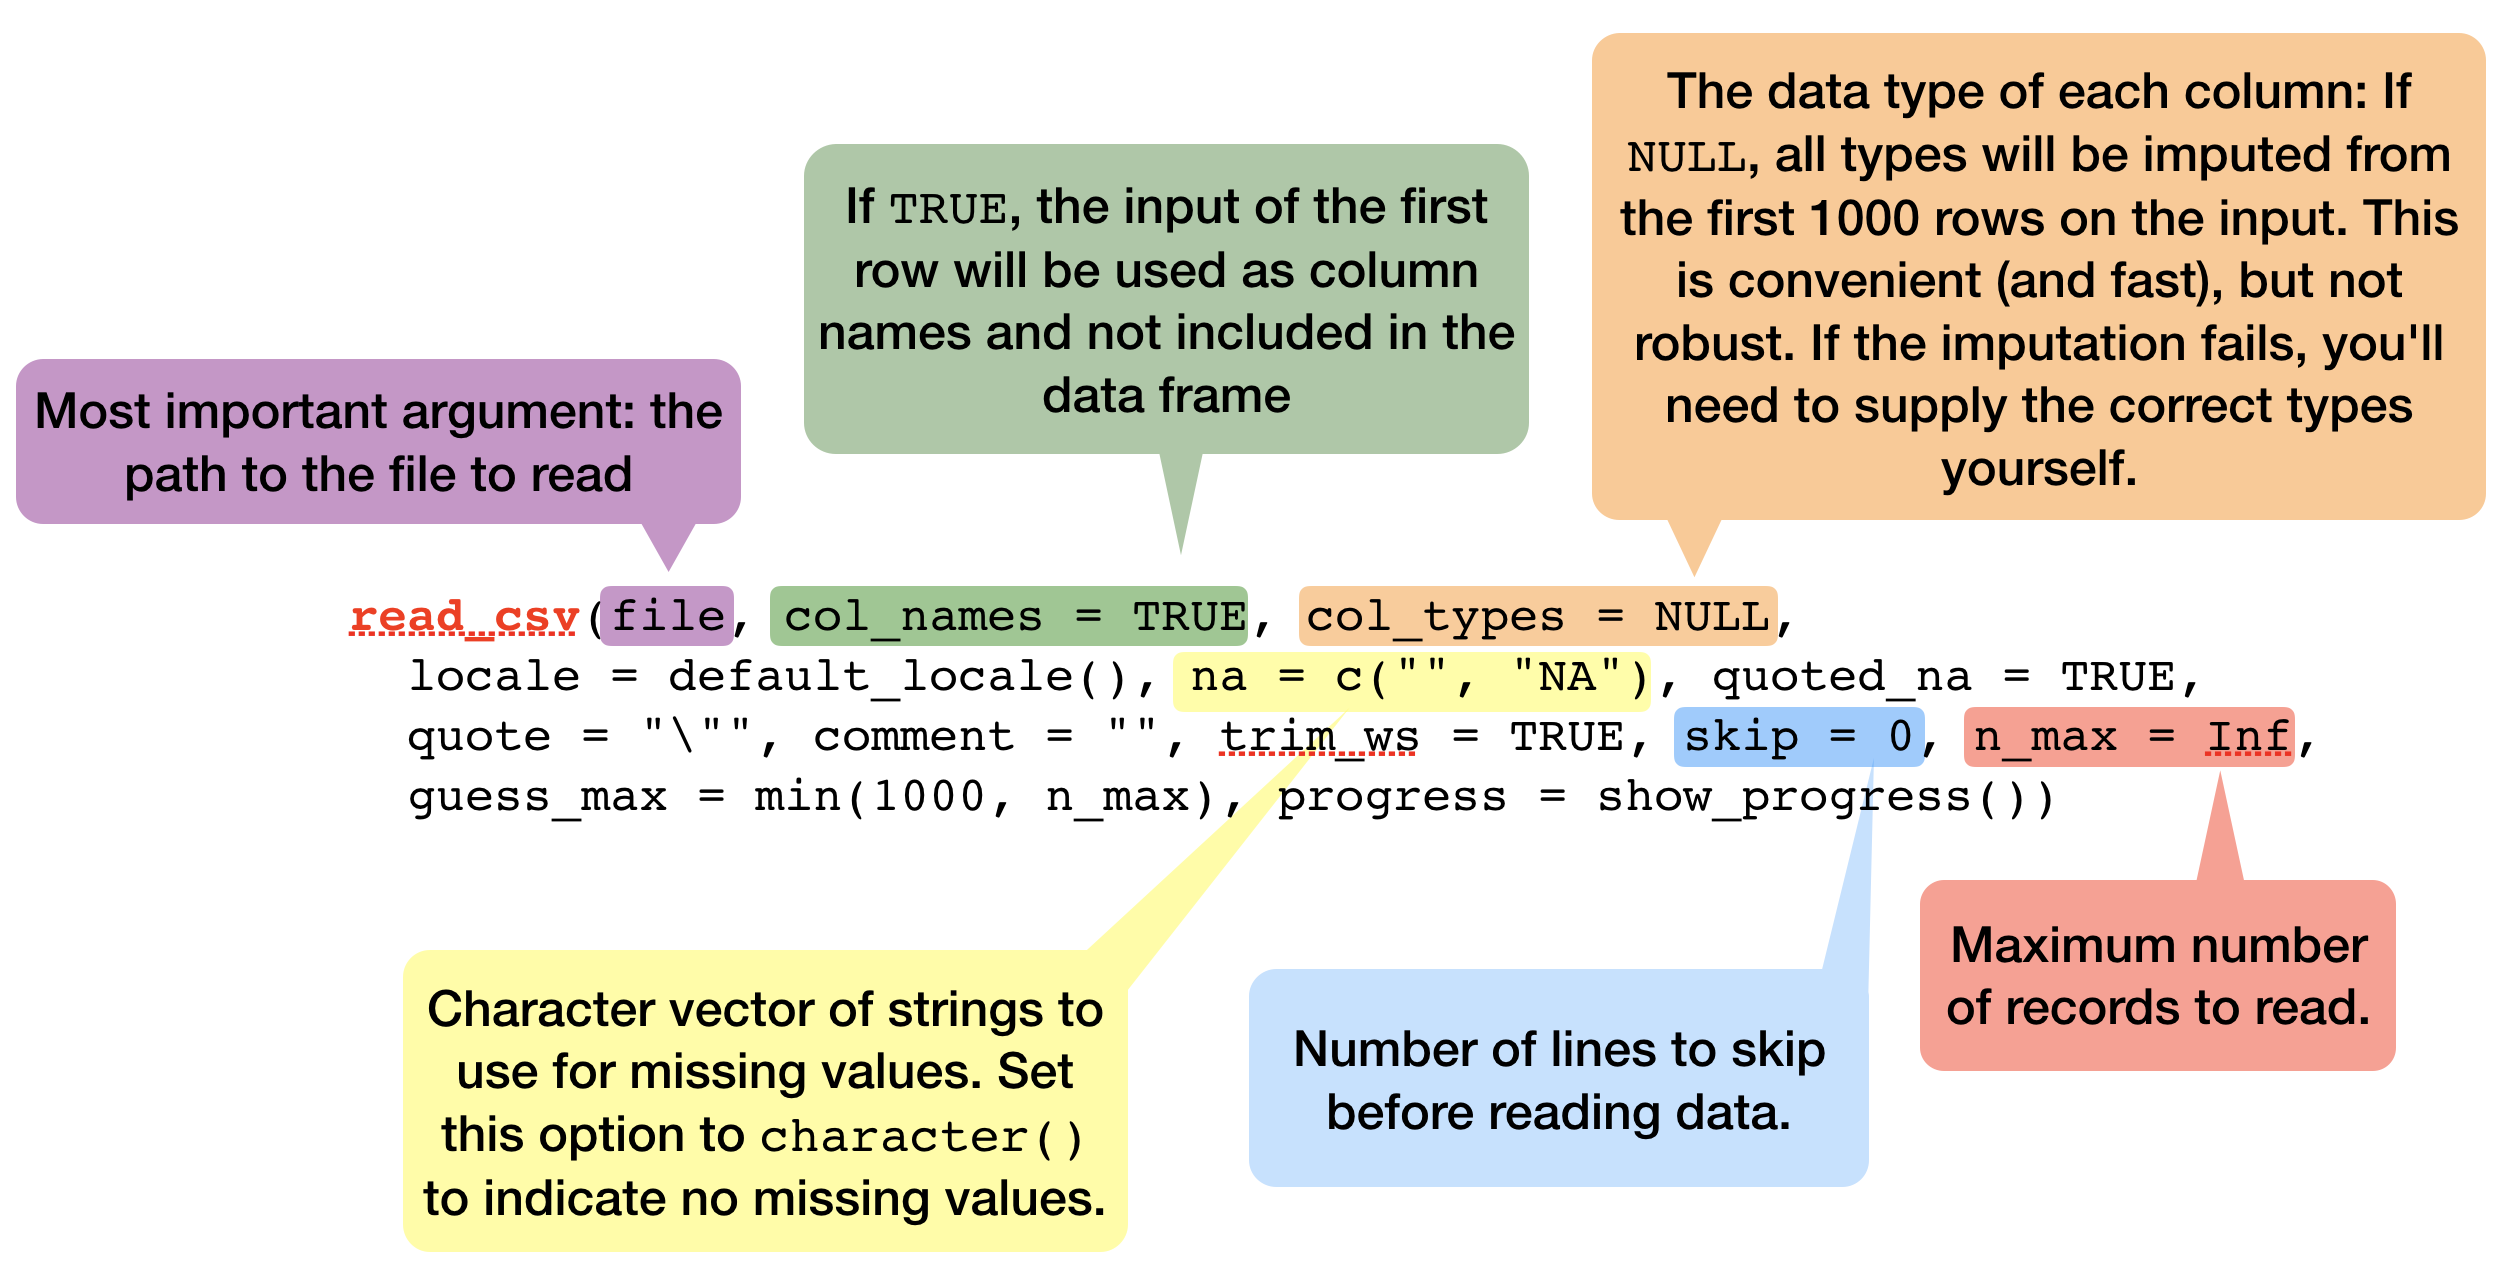 The data type of each column: If
NULL, all types will be imputed from
the first 1000 rows on the input. This
is convenient (and fast), but not
robust. If the imputation fails, you'll
need to supply the correct types
yourself.
If TRUE, the input of the first
row will be used as column
names and not included in the
data frame
Most important argument: the
path to the file to read
read_csv(file, col_names = TRUE, col_types = NULL,
locale = default_locale(), na = c("", "NA"), quoted_na = TRUE,
quote = "\"", comment = "", trim_ws = TRUE, skip = 0, n_max = Inf,
guess_max = min(1000, n_max), progress = show_progress())
Maximum number
of records to read.
Character vector of strings to
use for missing values. Set
this option to character()
to indicate no missing values.
Number of lines to skip
before reading data.